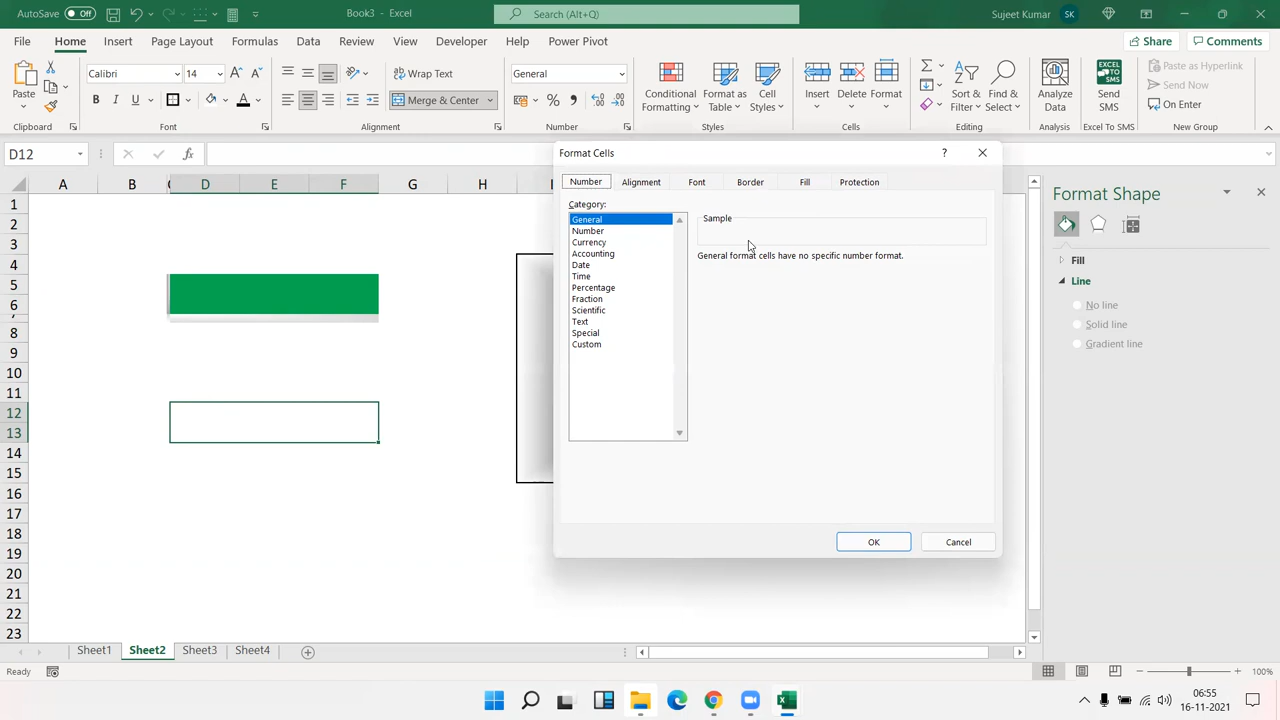 AutoSave Off Book3 - Excel Search (Alt+Q) Sujeet Kumar SK
File Home Insert Page Layout Formulas Data Review View Developer Help Power Pivot Share Comments
Paste Calibri 14 Wrap Text General Conditional Formatting Format as Table Cell Styles Insert Delete Format Sort & Filter Find & Select Analyze Data Send SMS Paste as Hyperlink
B I U Merge & Center Send Now
On Enter
Clipboard Font Alignment Number Styles Cells Editing Analysis Excel To SMS New Group
D12 fx
Format Cells
Number Alignment Font Border Fill Protection
Category:
General
Number
Currency
Accounting
Date
Time
Percentage
Fraction
Scientific
Text
Special
Custom
Sample
General format cells have no specific number format.
OK Cancel
A B C D E F G H
1
2
3
4
5
6
8
9
10
11
12
13
14
15
16
17
18
19
20
21
22
23
Format Shape
Fill
Line
No line
Solid line
Gradient line
Sheet1 Sheet2 Sheet3 Sheet4
Ready 100%
06:55
16-11-2021